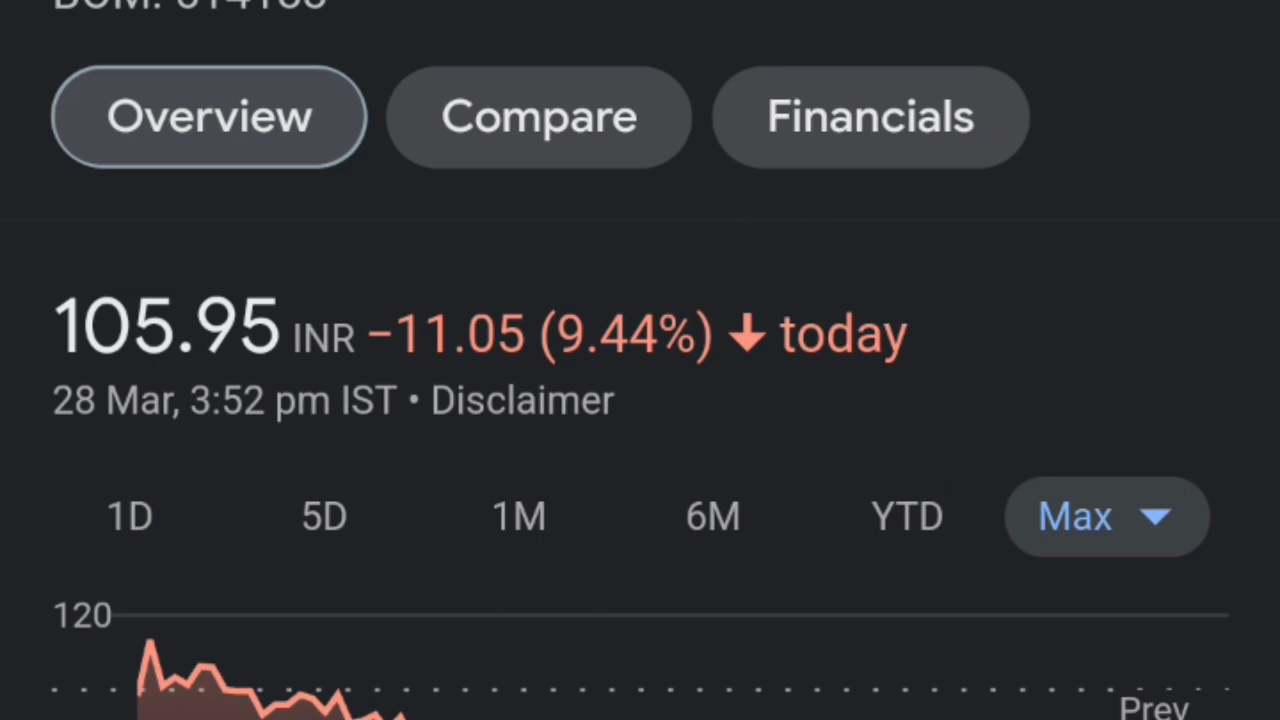 Overview Compare Financials
105.95 INR −11.05 (9.44%) ↓ today
28 Mar, 3:52 pm IST • Disclaimer
1D 5D 1M 6M YTD Max
120
Prev